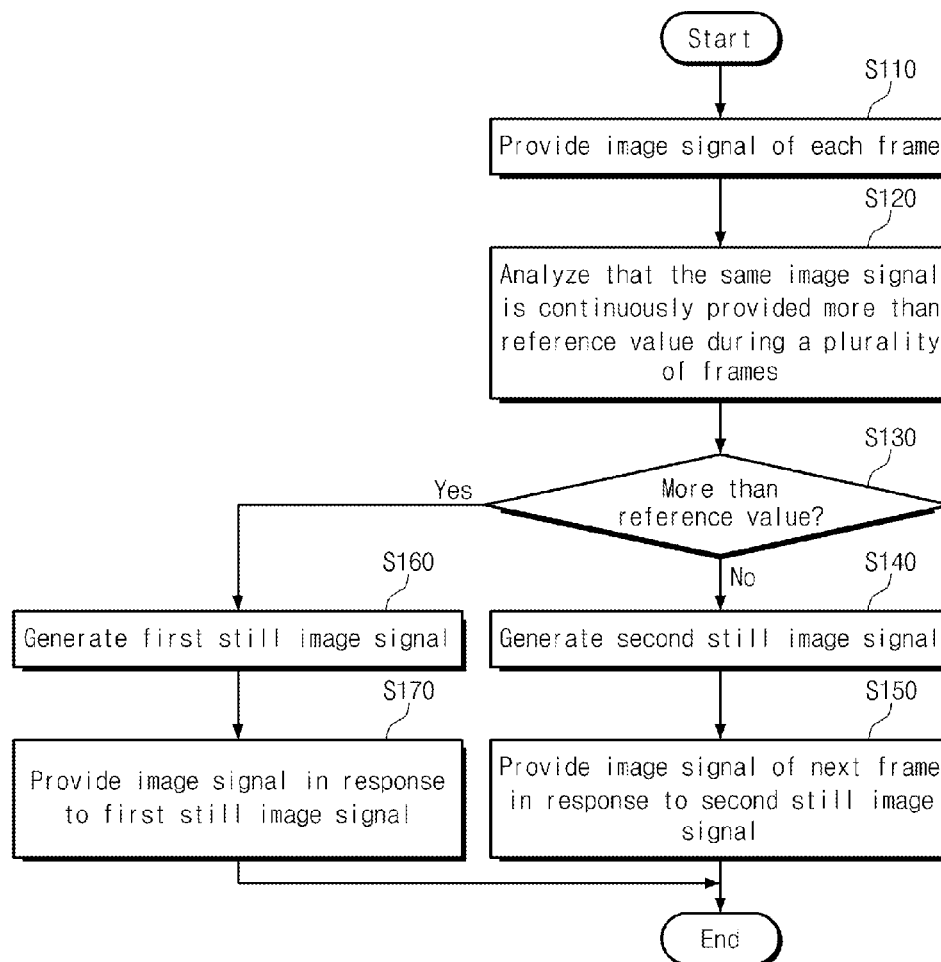 Start
S110
Provide image signal of each frame
S120
Analyze that the same image signal
is continuously provided more than
reference value during a plurality
of frames
S130
More than
reference value?
Yes
No
S160
Generate first still image signal
S140
Generate second still image signal
S170
Provide image signal in response
to first still image signal
S150
Provide image signal of next frame
in response to second still image
signal
End